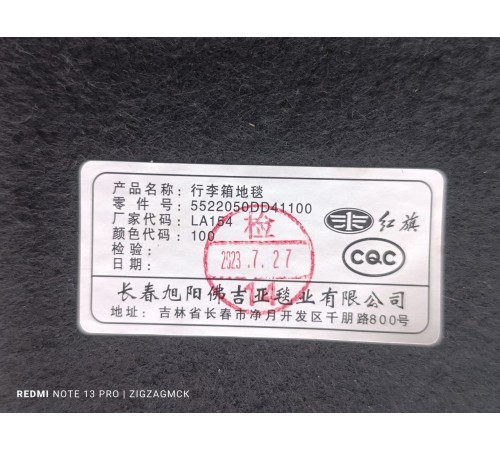 产品名称：行李箱地毯
零件号：5522050DD41100
厂家代码：LA154
颜色代码：100
检验：
日期：
检
2023.7.27
14
红旗
CQC
长春旭阳佛吉亚毯业有限公司
地址：吉林省长春市净月开发区千朋路800号
REDMI NOTE 13 PRO | ZIGZAGMCK